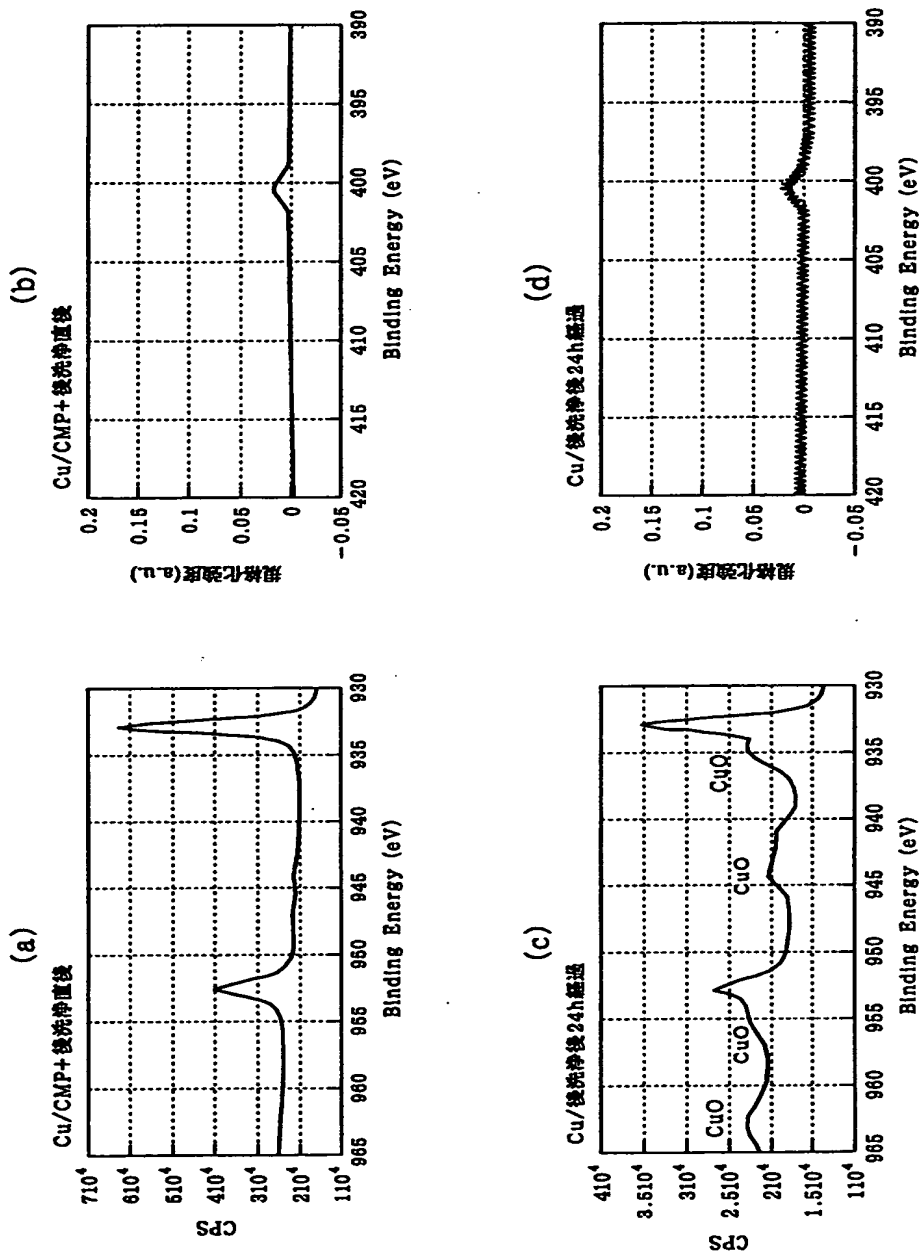 (a)
Cu/CMP+後洗浄直後
CPS
710⁴
610⁴
510⁴
410⁴
310⁴
210⁴
110⁴
965
960
955
950
945
940
935
930
Binding Energy (eV)
(b)
Cu/CMP+後洗浄直後
規格化強度(a.u.)
0.2
0.15
0.1
0.05
0
-0.05
420
415
410
405
400
395
390
Binding Energy (eV)
(c)
Cu/後洗浄後24h経過
CPS
410⁴
3.510⁴
310⁴
2.510⁴
210⁴
1.510⁴
110⁴
CuO
CuO
CuO
CuO
965
960
955
950
945
940
935
930
Binding Energy (eV)
(d)
Cu/後洗浄後24h経過
規格化強度(a.u.)
0.2
0.15
0.1
0.05
0
-0.05
420
415
410
405
400
395
390
Binding Energy (eV)